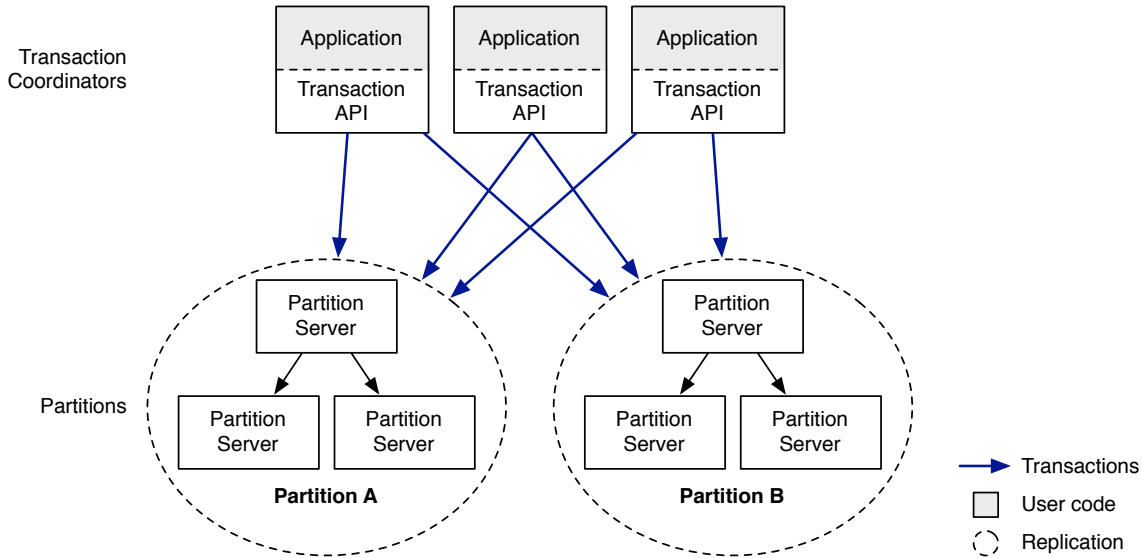 Transaction
Coordinators
Application
Transaction
API
Application
Transaction
API
Application
Transaction
API
Partitions
Partition
Server
Partition
Server
Partition
Server
Partition A
Partition
Server
Partition
Server
Partition
Server
Partition B
Transactions
User code
Replication